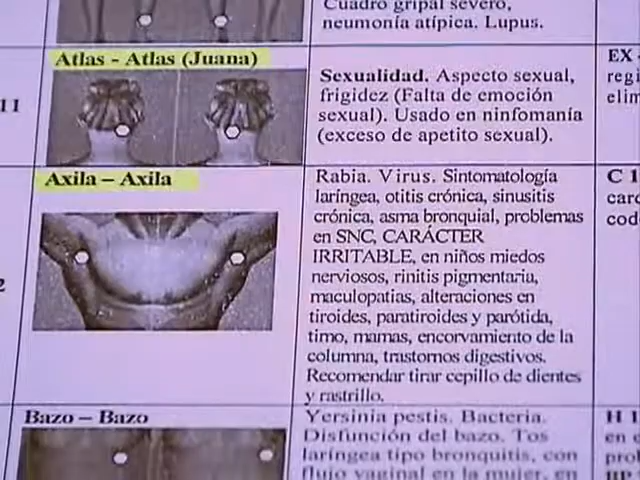 Cuadro gripal severo,
neumonía atípica. Lupus.
Atlas - Atlas (Juana)
11
Sexualidad. Aspecto sexual,
frigidez (Falta de emoción
sexual). Usado en ninfomanía
(exceso de apetito sexual).
EX
regi
elim
Axila – Axila
2
Rabia. Virus. Sintomatología
laríngea, otitis crónica, sinusitis
crónica, asma bronquial, problemas
en SNC, CARÁCTER
IRRITABLE, en niños miedos
nerviosos, rinitis pigmentaria,
maculopatias, alteraciones en
tiroides, paratiroides y parótida,
timo, mamas, encorvamiento de la
columna, trastornos digestivos.
Recomendar tirar cepillo de dientes
y rastrillo.
C 1
card
cod
Bazo – Bazo
Yersinia pestis. Bacteria.
Disfunción del bazo. Tos
laríngea tipo bronquitis, con
flujo vaginal en la mujer, en
H 1
en e
prol